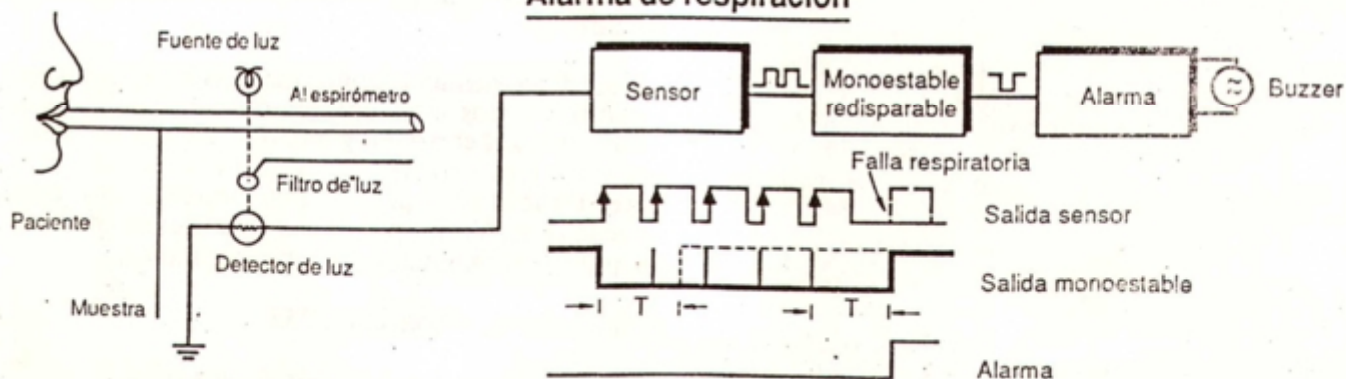 Alarma de respiración
Fuente de luz
Al espirómetro
Filtro de luz
Paciente
Detector de luz
Muestra
Sensor
Monoestable
redisparable
Alarma
Buzzer
Falla respiratoria
Salida sensor
Salida monoestable
T
T
Alarma